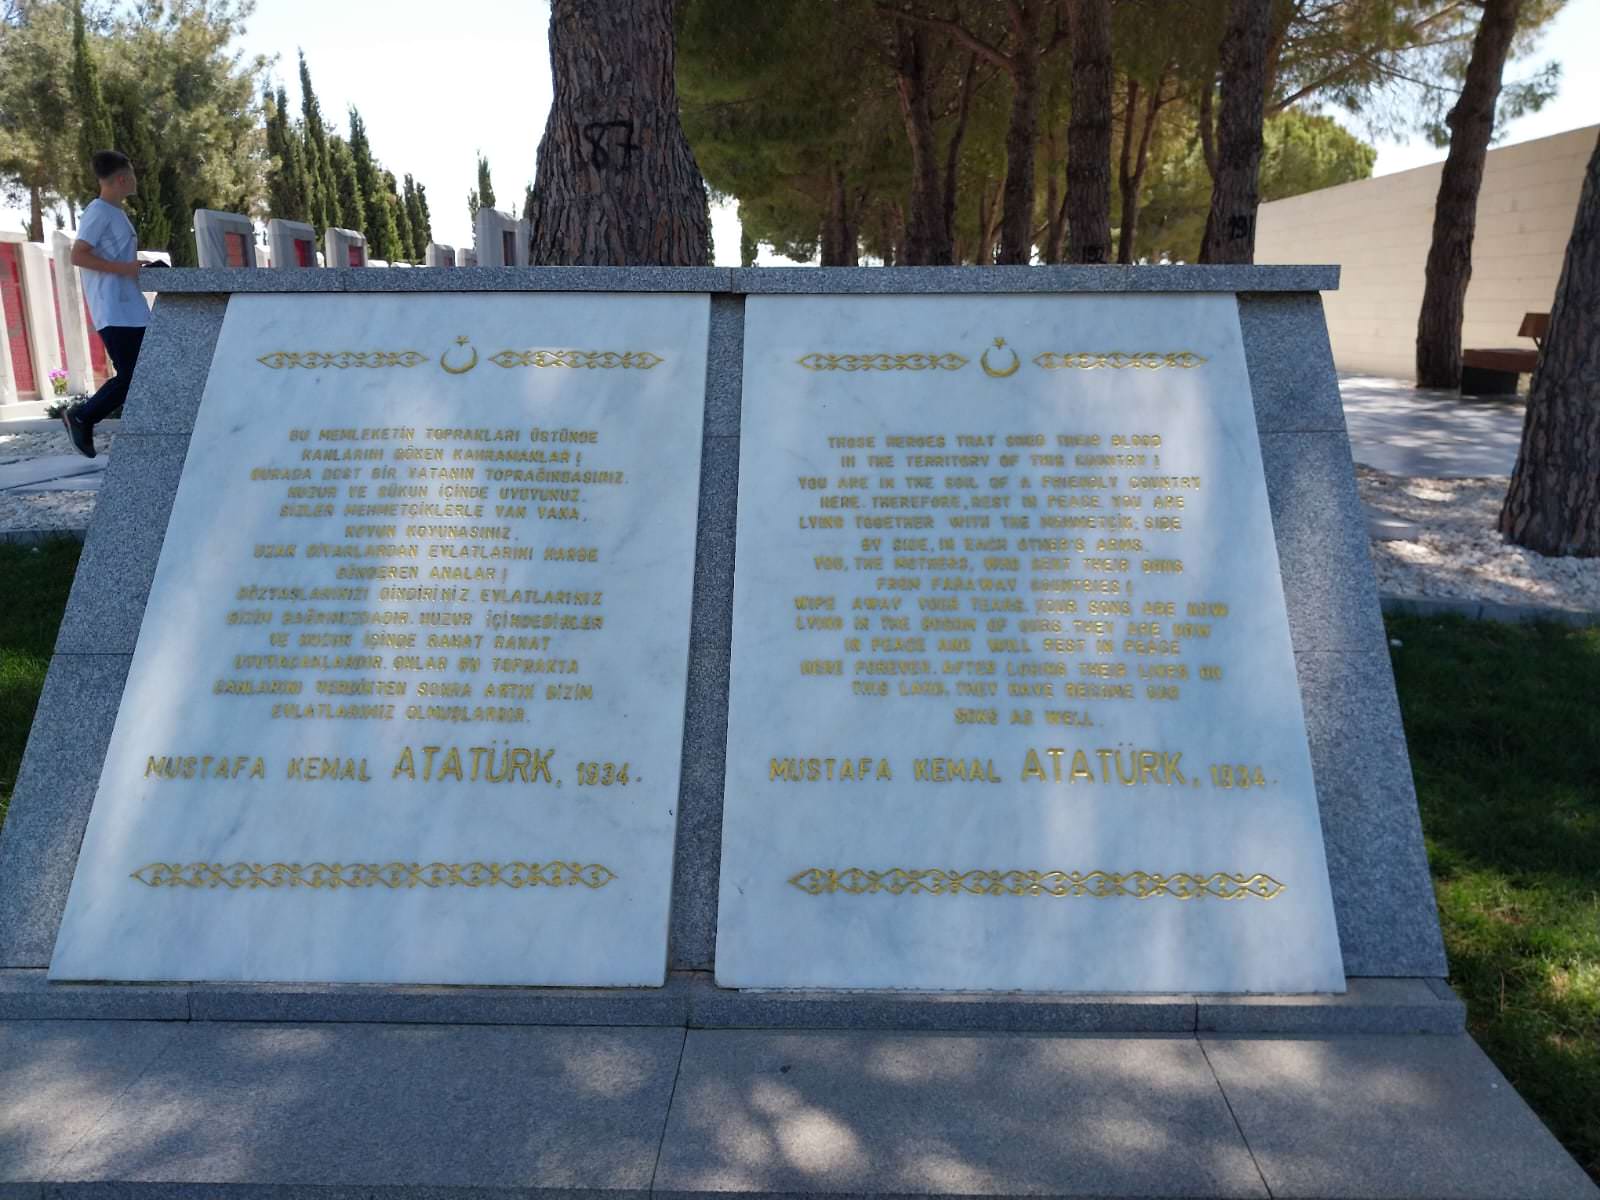 87
BU MEMLEKETİN TOPRAKLARI ÜSTÜNDE
KANLARINI DÖKEN KAHRAMANLAR!
BURADA DOST BİR VATANIN TOPRAĞINDASINIZ.
HUZUR VE SÜKUN İÇİNDE UYUYUNUZ.
SİZLER MEHMETÇİKLERLE YAN YANA,
KOYUN KOYUNASINIZ.
UZAK DİYARLARDAN EVLATLARINI HARBE
GÖNDEREN ANALAR!
GÖZYAŞLARINIZI DİNDİRİNİZ. EVLATLARINIZ
BİZİM BAĞRIMIZDADIR. HUZUR İÇİNDEDİRLER
VE HUZUR İÇİNDE RAHAT RAHAT
UYUYACAKLARDIR. ONLAR BU TOPRAKTA
CANLARINI VERDİKTEN SONRA ARTIK BİZİM
EVLATLARIMIZ OLMUŞLARDIR.
MUSTAFA KEMAL ATATÜRK, 1934.
THOSE HEROES THAT SHED THEIR BLOOD
IN THE TERRITORY OF THIS COUNTRY!
YOU ARE IN THE SOIL OF A FRIENDLY COUNTRY
HERE. THEREFORE, REST IN PEACE. YOU ARE
LYING TOGETHER WITH THE MEHMETÇİK; SIDE
BY SIDE, IN EACH OTHER'S ARMS.
YOU, THE MOTHERS, WHO SENT THEIR SONS
FROM FARAWAY COUNTRIES!
WIPE AWAY YOUR TEARS. YOUR SONS ARE NOW
LYING IN THE BOSOM OF OURS. THEY ARE NOW
IN PEACE AND WILL REST IN PEACE
HERE FOREVER. AFTER LOSING THEIR LIVES ON
THIS LAND, THEY HAVE BECOME OUR
SONS AS WELL.
MUSTAFA KEMAL ATATÜRK, 1934.